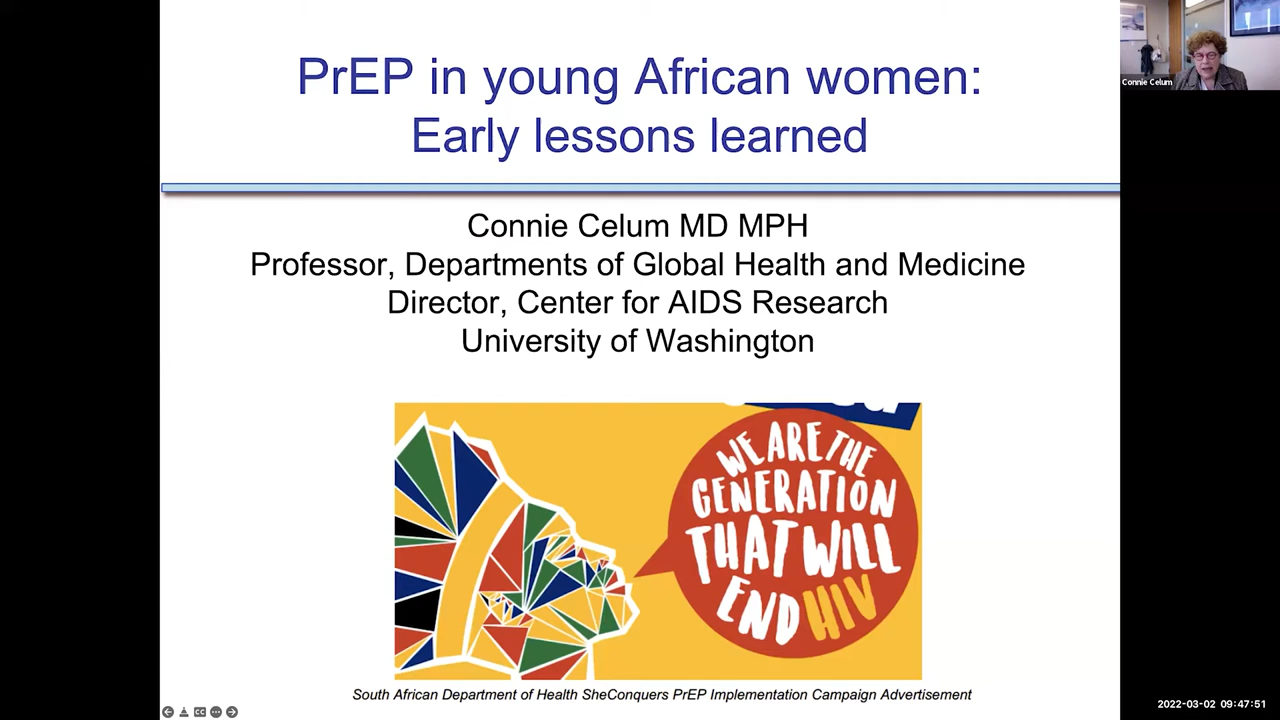 PrEP in young African women:
Early lessons learned
Connie Celum
Connie Celum MD MPH
Professor, Departments of Global Health and Medicine
Director, Center for AIDS Research
University of Washington
WE ARE THE
GENERATION
THAT WILL
END HIV
South African Department of Health SheConquers PrEP Implementation Campaign Advertisement
CC
2022-03-02 09:47:51